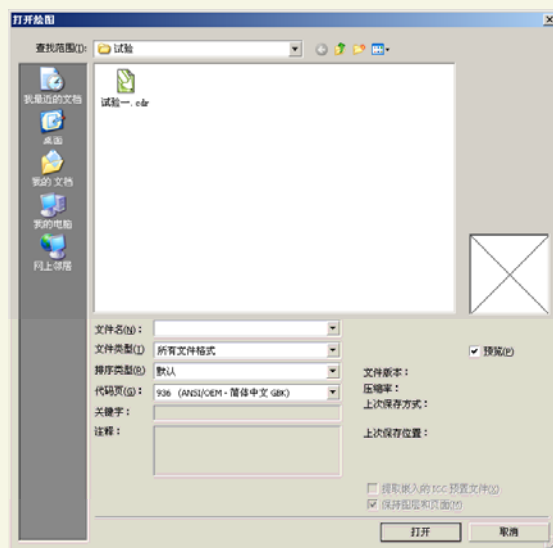 打开绘图
查找范围(I):
试验
我最近的文档
试验一.cdr
桌面
我的文档
我的电脑
网上邻居
文件名(N):
文件类型(T)
所有文件格式
预览(P)
排序类型(R)
默认
文件版本:
代码页(G):
936 (ANSI/OEM - 简体中文 GBK)
压缩率:
关键字:
上次保存方式:
注释:
上次保存位置:
提取嵌入的 ICC 预置文件(X)
保持图层和页面(M)
打开
取消